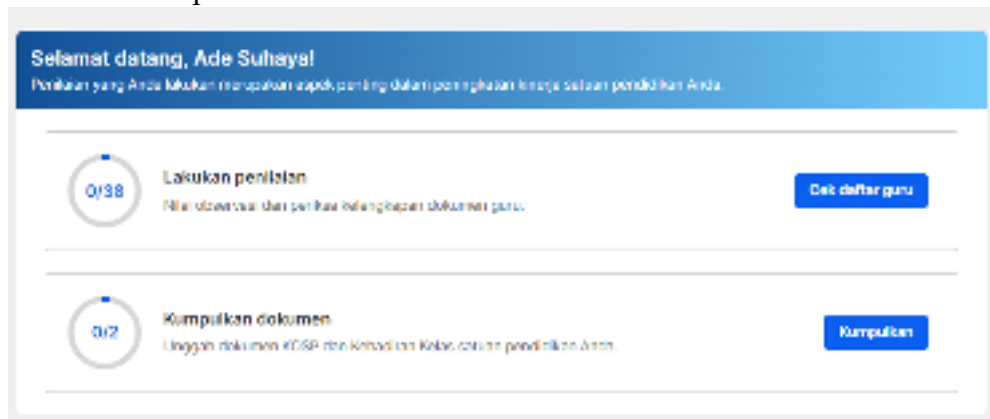 Selamat datang, Ade Suhaya!
Penilaian yang Anda lakukan merupakan aspek penting dalam peningkatan kinerja satuan pendidikan Anda.
0/38
Lakukan penilaian
Cek daftar guru
Nilai observasi dan periksa kelengkapan dokumen guru.
0/2
Kumpulkan dokumen
Kumpulkan
Unggah dokumen KOSP dan Kehadiran Kelas satuan pendidikan Anda.